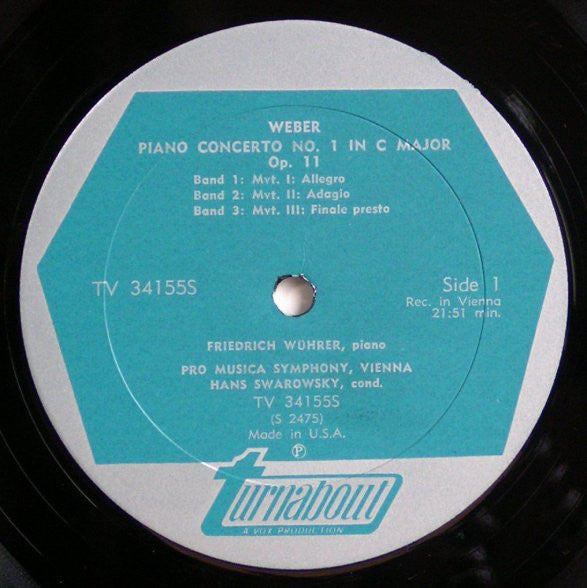 WEBER
PIANO CONCERTO NO. 1 IN C MAJOR
Op. 11
Band 1: Mvt. I: Allegro
Band 2: Mvt. II: Adagio
Band 3: Mvt. III: Finale presto
TV 34155S
Side 1
Rec. in Vienna
21:51 min.
FRIEDRICH WÜHRER, piano
PRO MUSICA SYMPHONY, VIENNA
HANS SWAROWSKY, cond.
TV 34155S
(S 2475)
Made in U.S.A.
℗
turnabout
A VOX PRODUCTION